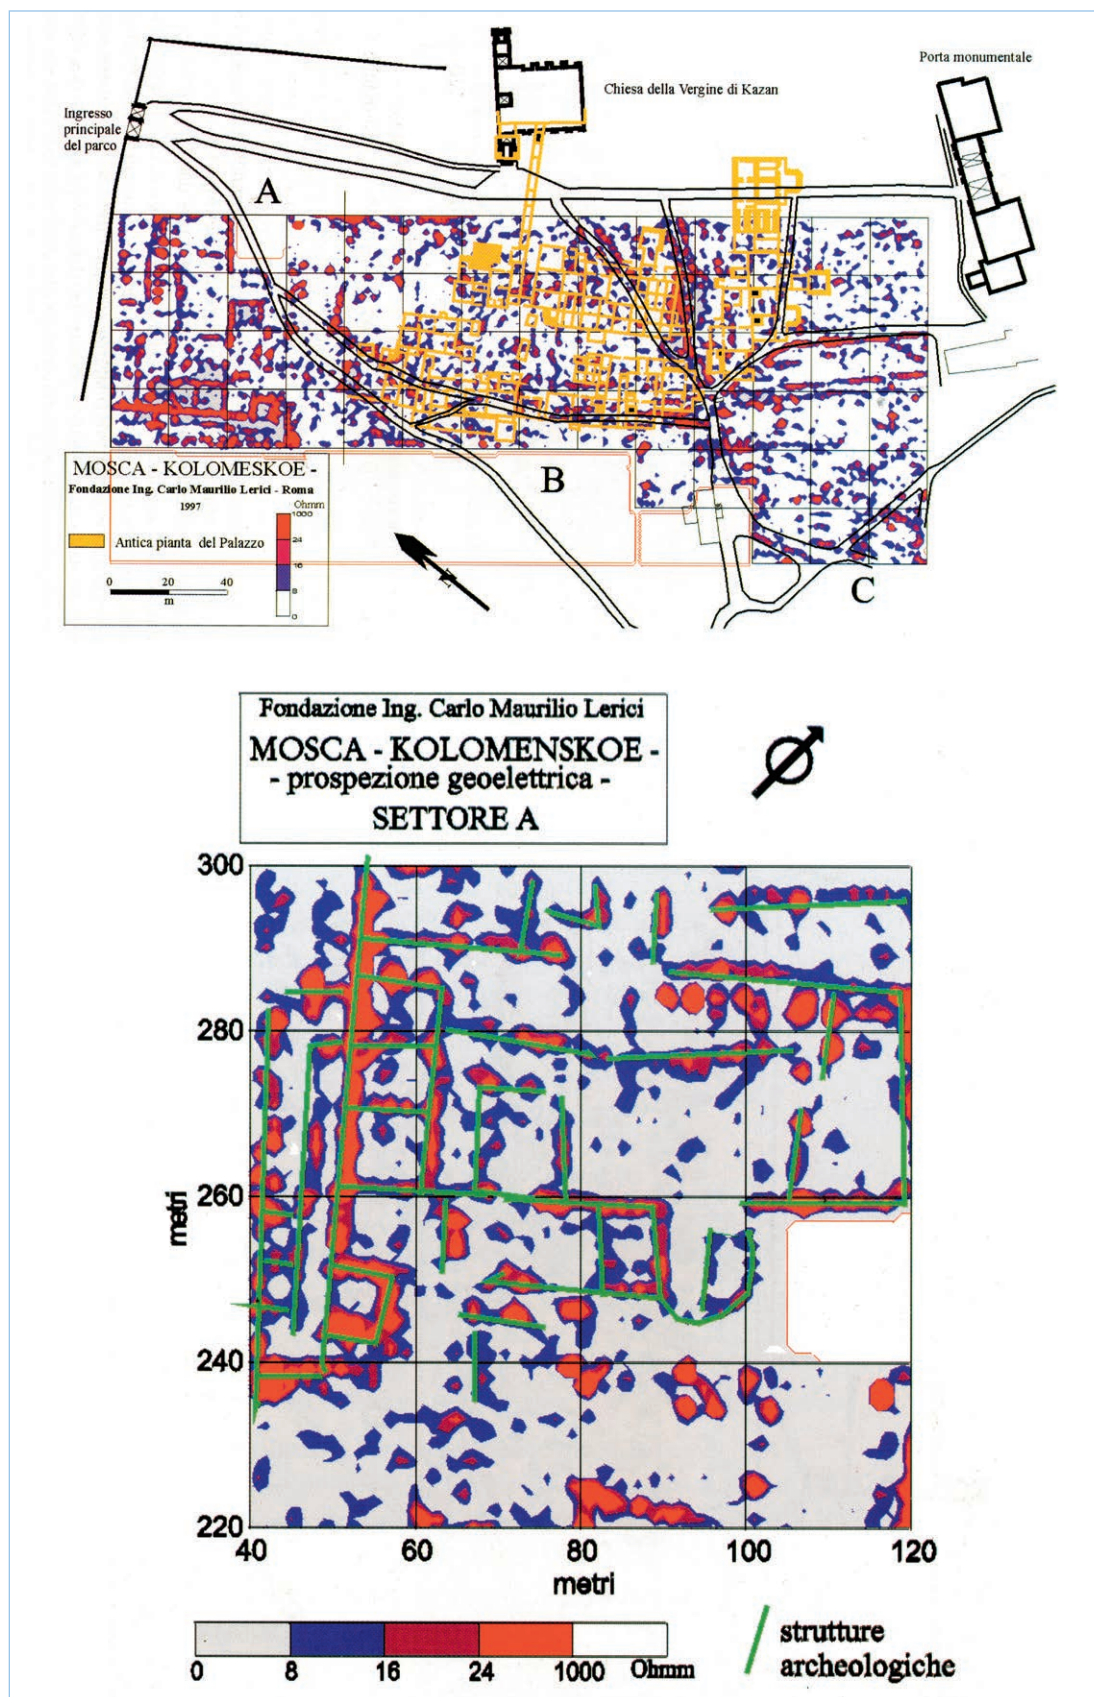 Porta monumentale
Chiesa della Vergine di Kazan
Ingresso
principale
del parco
A
B
C
MOSCA - KOLOMESKOE -
Fondazione Ing. Carlo Maurilio Lerici - Roma
1997
Ohmm
1000
24
16
8
0
Antica pianta del Palazzo
0 20 40
m
N
Fondazione Ing. Carlo Maurilio Lerici
MOSCA - KOLOMENSKOE -
- prospezione geoelettrica -
SETTORE A
300
280
260
240
220
metri
40 60 80 100 120
metri
0 8 16 24 1000 Ohmm
strutture
archeologiche